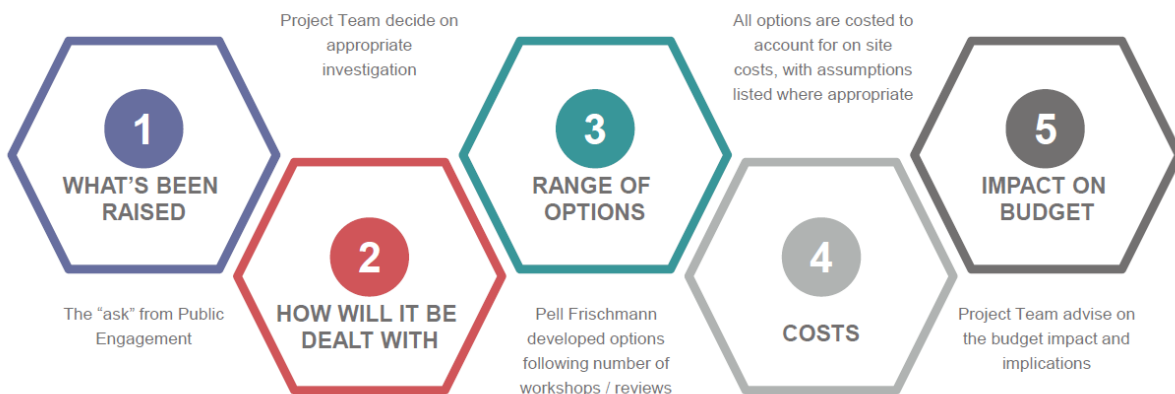 1
WHAT'S BEEN
RAISED
The “ask” from Public
Engagement
Project Team decide on
appropriate
investigation
2
HOW WILL IT BE
DEALT WITH
3
RANGE OF
OPTIONS
Pell Frischmann
developed options
following number of
workshops / reviews
All options are costed to
account for on site
costs, with assumptions
listed where appropriate
4
COSTS
5
IMPACT ON
BUDGET
Project Team advise on
the budget impact and
implications